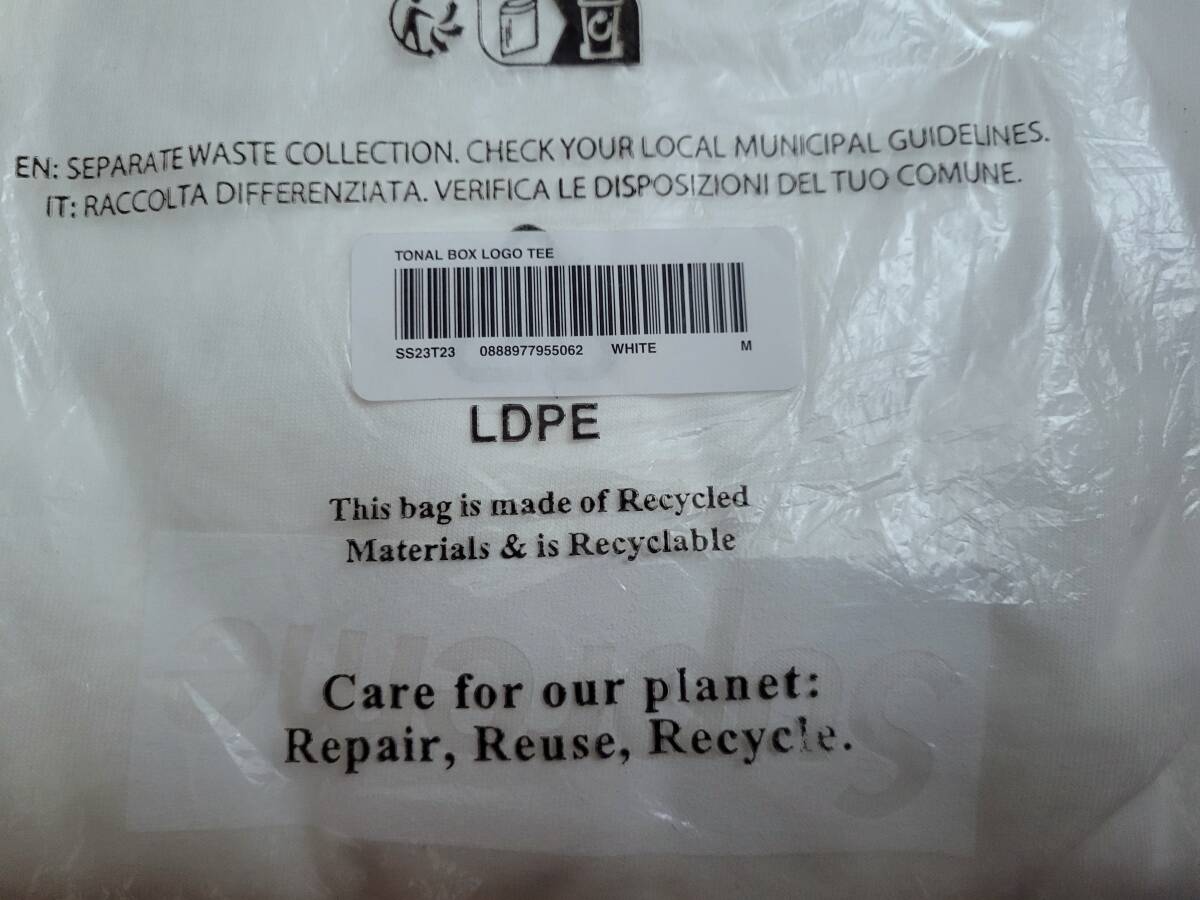 EN: SEPARATE WASTE COLLECTION. CHECK YOUR LOCAL MUNICIPAL GUIDELINES.
IT: RACCOLTA DIFFERENZIATA. VERIFICA LE DISPOSIZIONI DEL TUO COMUNE.
TONAL BOX LOGO TEE
SS23T23 0888977955062 WHITE M
LDPE
This bag is made of Recycled
Materials & is Recyclable
Supreme
Care for our planet:
Repair, Reuse, Recycle.